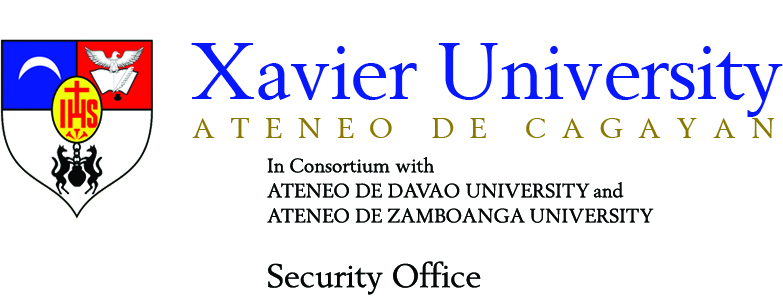 IHS
Xavier University
ATENEO DE CAGAYAN
In Consortium with
ATENEO DE DAVAO UNIVERSITY and
ATENEO DE ZAMBOANGA UNIVERSITY
Security Office